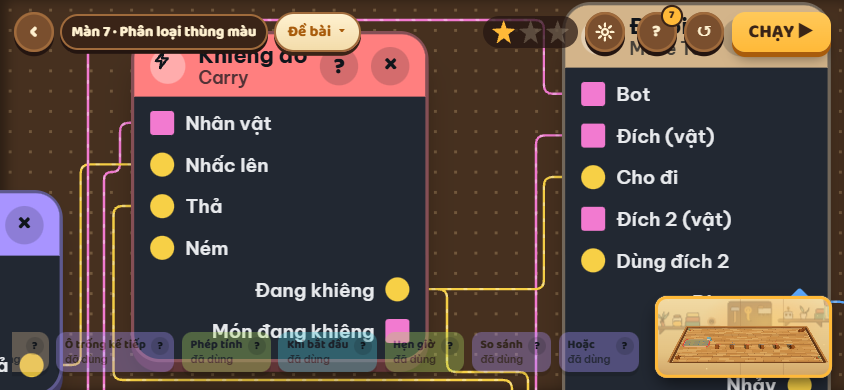 Màn 7 · Phân loại thùng màu
Đề bài
?
7
CHẠY
Khiêng đồ
Carry
?
Nhân vật
Nhấc lên
Thả
Ném
Đang khiêng
Món đang khiêng
Bot
Đích (vật)
Cho đi
Đích 2 (vật)
Dùng đích 2
Nhảy
?
Ô trống kế tiếp
?
đã dùng
Phép tính
?
đã dùng
Khi bắt đầu
?
đã dùng
Hẹn giờ
?
đã dùng
So sánh
?
đã dùng
Hoặc
?
đã dùng